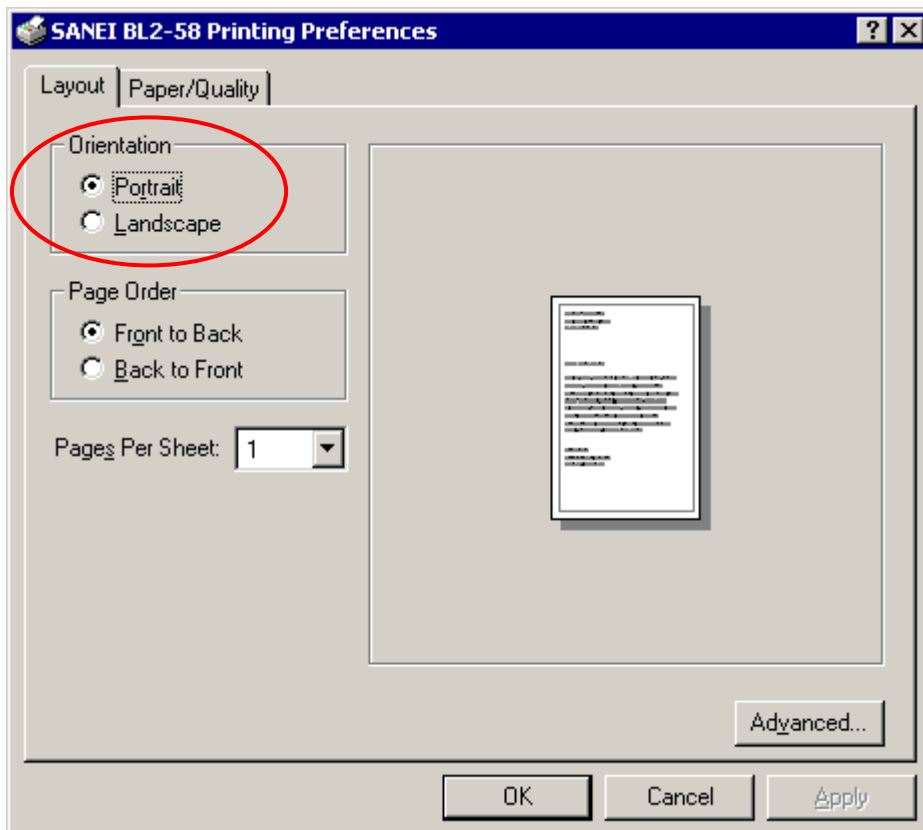 SANEI BL2-58 Printing Preferences
Layout
Paper/Quality
Orientation
Portrait
Landscape
Page Order
Front to Back
Back to Front
Pages Per Sheet: 1
Advanced...
OK
Cancel
Apply